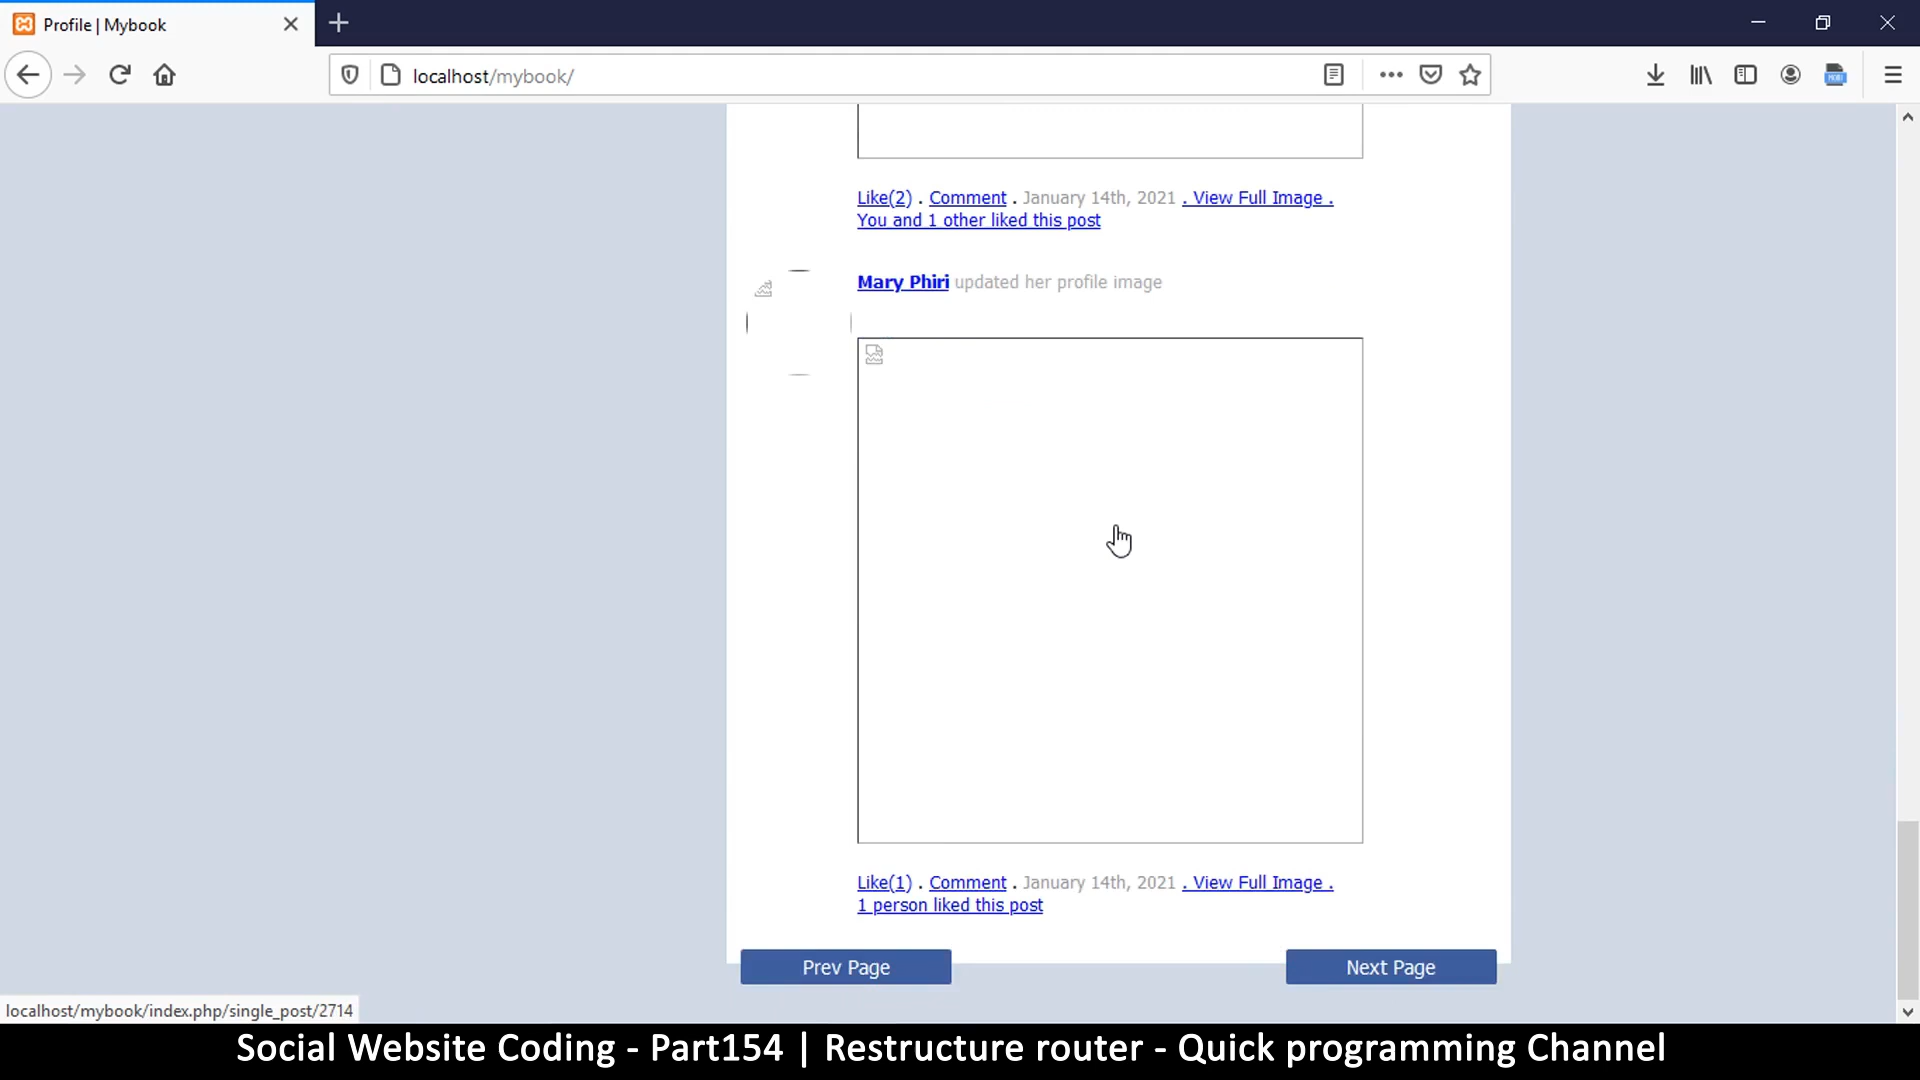 Profile | Mybook
localhost/mybook/
Like(2) . Comment . January 14th, 2021 . View Full Image .
You and 1 other liked this post
Mary Phiri updated her profile image
Like(1) . Comment . January 14th, 2021 . View Full Image .
1 person liked this post
Prev Page
Next Page
localhost/mybook/index.php/single_post/2714
Social Website Coding - Part154 | Restructure router - Quick programming Channel